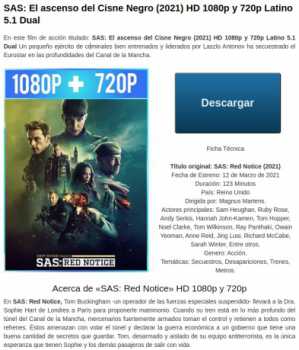 SAS: El ascenso del Cisne Negro (2021) HD 1080p y 720p Latino
5.1 Dual
En este film de acción titulado: SAS: El ascenso del Cisne Negro (2021) HD 1080p y 720p Latino 5.1
Dual Un pequeño ejército de criminales bien entrenados y liderados por Laszlo Antonov ha secuestrado el
Eurostar en las profundidades del Canal de la Mancha.
1080P + 720P
SAS: RED NOTICE
Descargar
Ficha Técnica
Título original: SAS: Red Notice (2021)
Fecha de Estreno: 12 de Marzo de 2021
Duración: 123 Minutos
País: Reino Unido
Dirigida por: Magnus Martens.
Actores principales: Sam Heughan, Ruby Rose,
Andy Serkis, Hannah John-Kamen, Tom Hopper,
Noel Clarke, Tom Wilkinson, Ray Panthaki, Owain
Yeoman, Anne Reid, Jing Lusi, Richard McCabe,
Sarah Winter, Entre otros.
Genero: Acción.
Temáticas: Secuestros, Desapariciones, Trenes,
Metros.
Acerca de «SAS: Red Notice» HD 1080p y 720p
En SAS: Red Notice, Tom Buckingham -un operador de las fuerzas especiales suspendido- llevará a la Dra.
Sophie Hart de Londres a París para proponerle matrimonio. Cuando su tren está en lo más profundo del
túnel del Canal de la Mancha, mercenarios fuertemente armados toman el control y retienen a todos como
rehenes. Estos amenazan con volar el túnel y declarar la guerra económica a un gobierno que tiene una
buena cantidad de secretos que guardar. Tom, desarmado y aislado de su equipo antiterrorista, es la única
esperanza que tienen Sophie y los demás pasajeros de salir con vida.